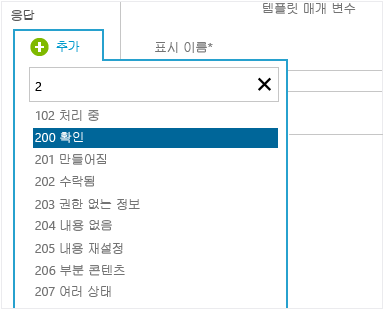 템플릿 매개 변수
응답
추가
표시 이름*
2
102 처리 중
200 확인
201 만들어짐
202 수락됨
203 권한 없는 정보
204 내용 없음
205 내용 재설정
206 부분 콘텐츠
207 여러 상태